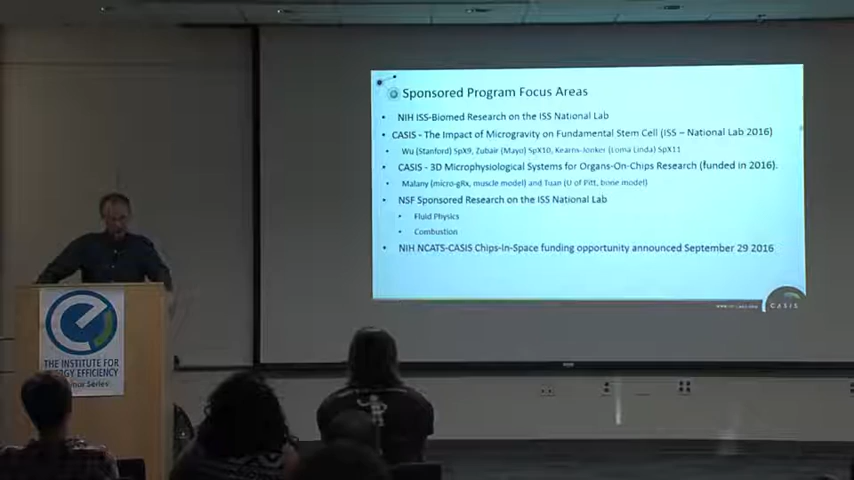 Sponsored Program Focus Areas
• NIH ISS-Biomed Research on the ISS National Lab
• CASIS - The Impact of Microgravity on Fundamental Stem Cell (ISS – National Lab 2016)
• Wu (Stanford) SpX9, Zubair (Mayo) SpX10, Kearns-Jonker (Loma Linda) SpX11
• CASIS - 3D Microphysiological Systems for Organs-On-Chips Research (funded in 2016).
• Malany (micro-gRx, muscle model) and Tuan (U of Pitt, bone model)
• NSF Sponsored Research on the ISS National Lab
• Fluid Physics
• Combustion
• NIH NCATS-CASIS Chips-In-Space funding opportunity announced September 29 2016
CASIS
THE INSTITUTE FOR
ENERGY EFFICIENCY
Series